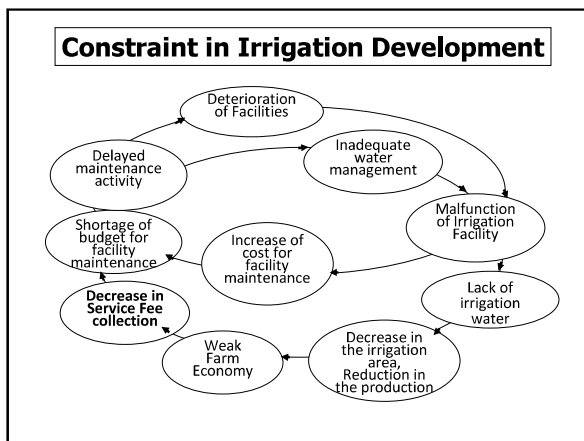 Constraint in Irrigation Development
Deterioration
of Facilities
Inadequate
water
management
Delayed
maintenance
activity
Malfunction
of Irrigation
Facility
Shortage of
budget for
facility
maintenance
Increase of
cost for
facility
maintenance
Lack of
irrigation
water
Decrease in
Service Fee
collection
Weak
Farm
Economy
Decrease in
the irrigation
area,
Reduction in
the production